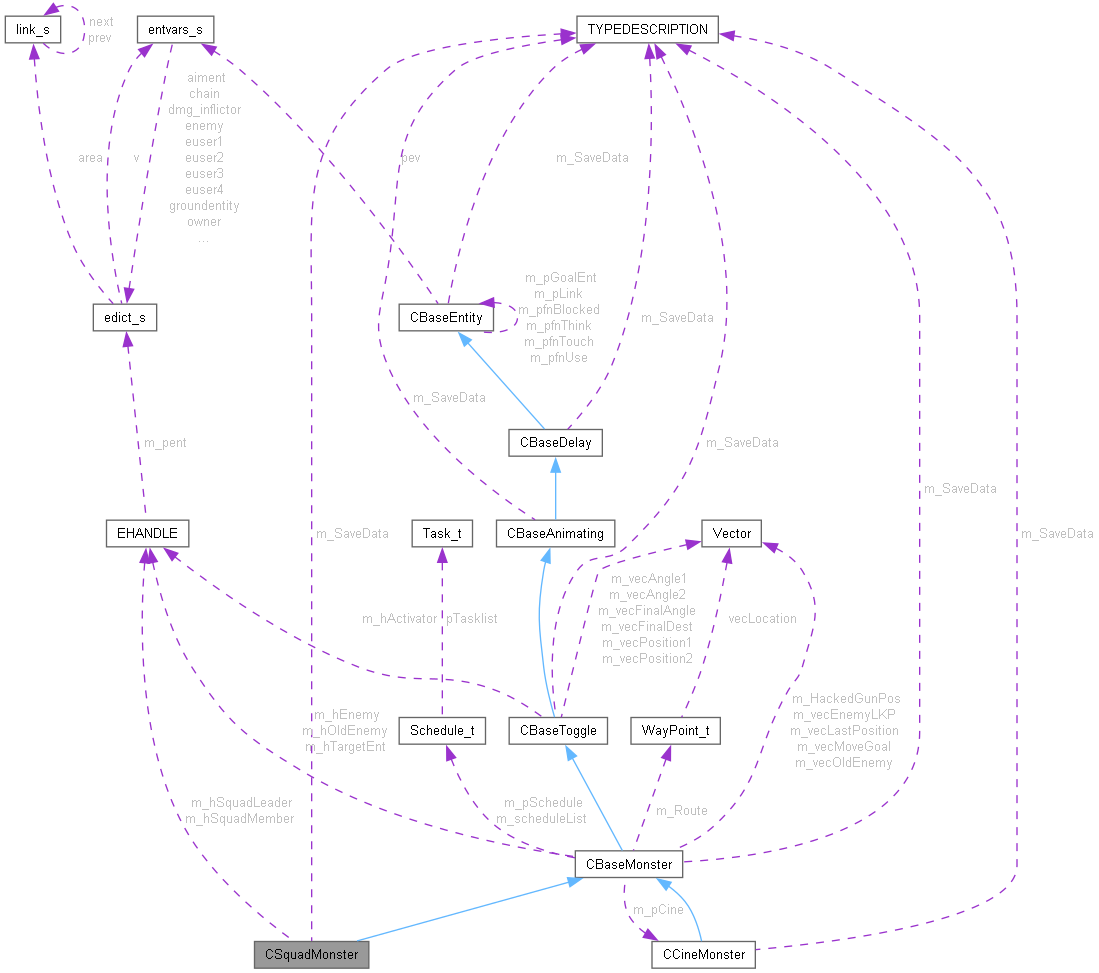 link_s
next
prev
entvars_s
TYPEDESCRIPTION
aiment
chain
dmg_inflictor
enemy
euser1
euser2
euser3
euser4
groundentity
owner
...
area
v
pev
m_SaveData
edict_s
CBaseEntity
m_pGoalEnt
m_pLink
m_pfnBlocked
m_pfnThink
m_pfnTouch
m_pfnUse
m_SaveData
m_SaveData
m_pent
CBaseDelay
m_SaveData
m_SaveData
EHANDLE
Task_t
CBaseAnimating
Vector
m_SaveData
m_SaveData
m_hActivator
pTasklist
m_vecAngle1
m_vecAngle2
m_vecFinalAngle
m_vecFinalDest
m_vecPosition1
m_vecPosition2
vecLocation
m_hEnemy
m_hOldEnemy
m_hTargetEnt
Schedule_t
CBaseToggle
WayPoint_t
m_HackedGunPos
m_vecEnemyLKP
m_vecLastPosition
m_vecMoveGoal
m_vecOldEnemy
m_hSquadLeader
m_hSquadMember
m_pSchedule
m_scheduleList
m_Route
CBaseMonster
m_pCine
CSquadMonster
CCineMonster